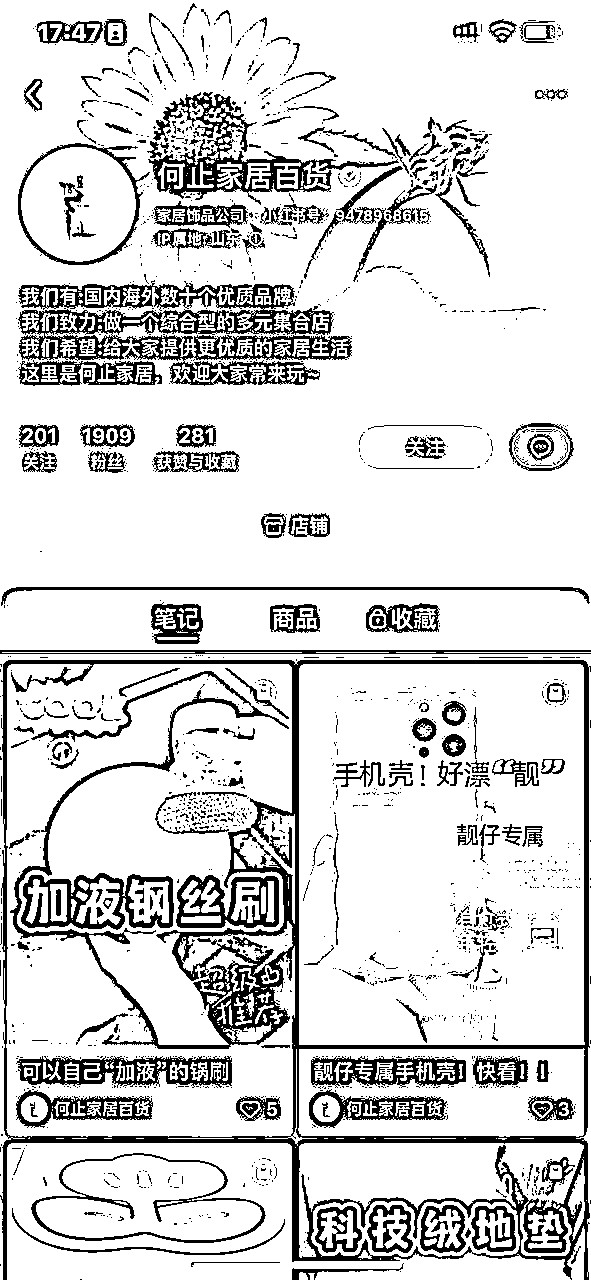 17:47
何止家居百货
家居饰品公司 小红书号：9478968615
IP属地：山东
我们有:国内海外数十个优质品牌
我们致力:做一个综合型的多元集合店
我们希望:给大家提供更优质的家居生活
这里是何止家居，欢迎大家常来玩~
201 1909 281
关注 粉丝 获赞与收藏
关注
店铺
笔记 商品 收藏
加液钢丝刷
超级
推荐
可以自己“加液”的锅刷
何止家居百货 5
手机壳！好漂“靓”
靓仔专属
靓仔专属手机壳！快看！！
何止家居百货 3
科技绒地垫